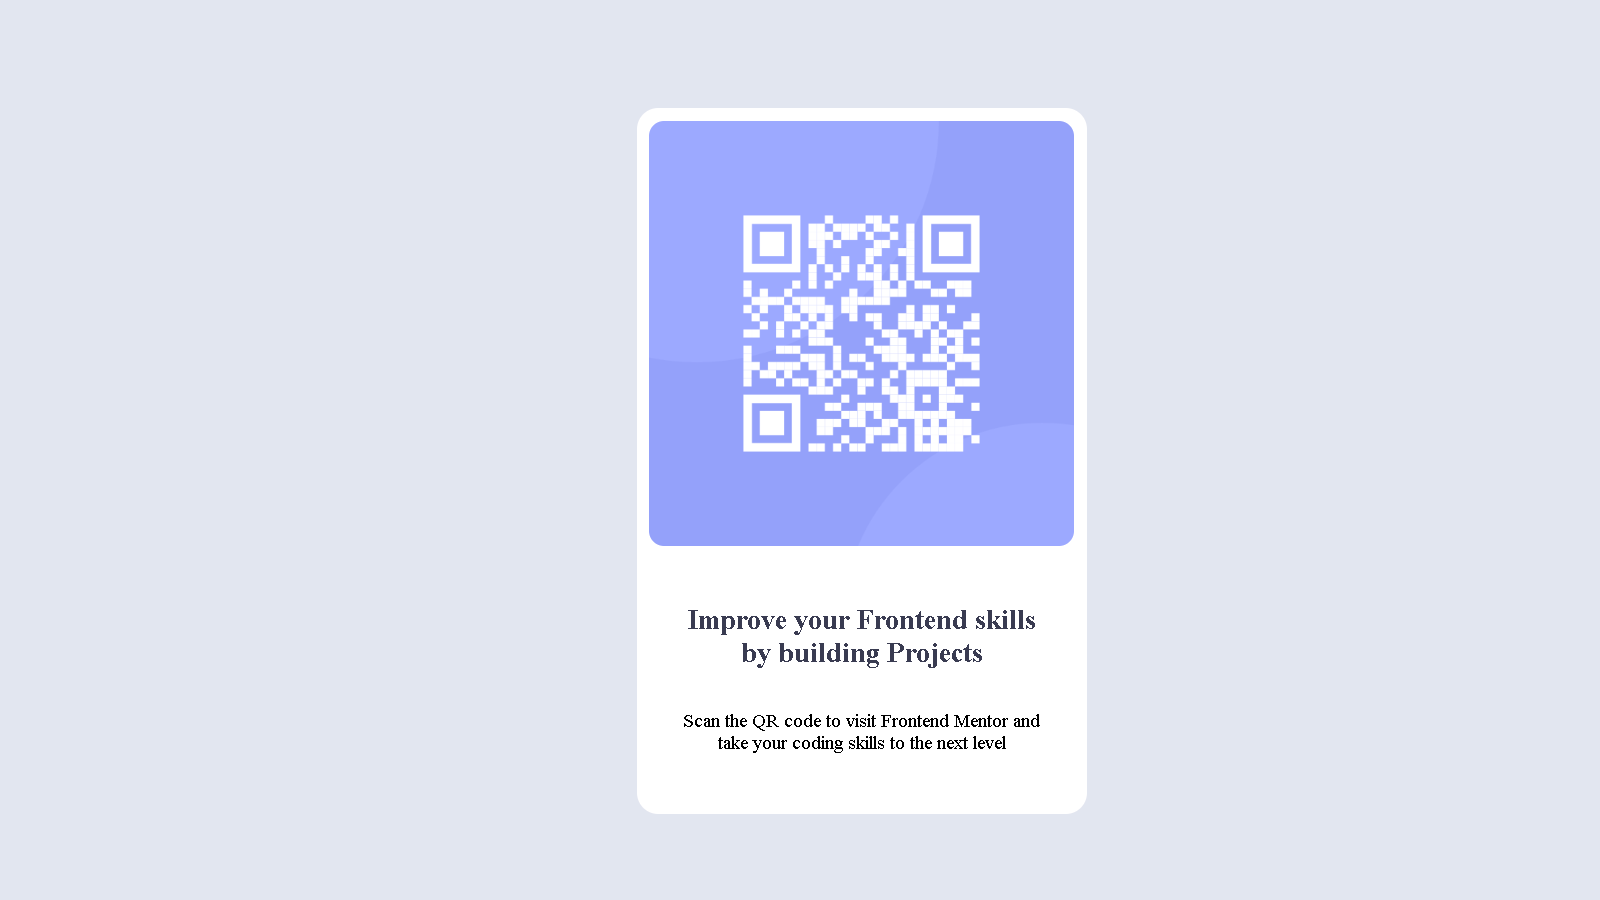 Improve your Frontend skills
by building Projects
Scan the QR code to visit Frontend Mentor and
take your coding skills to the next level